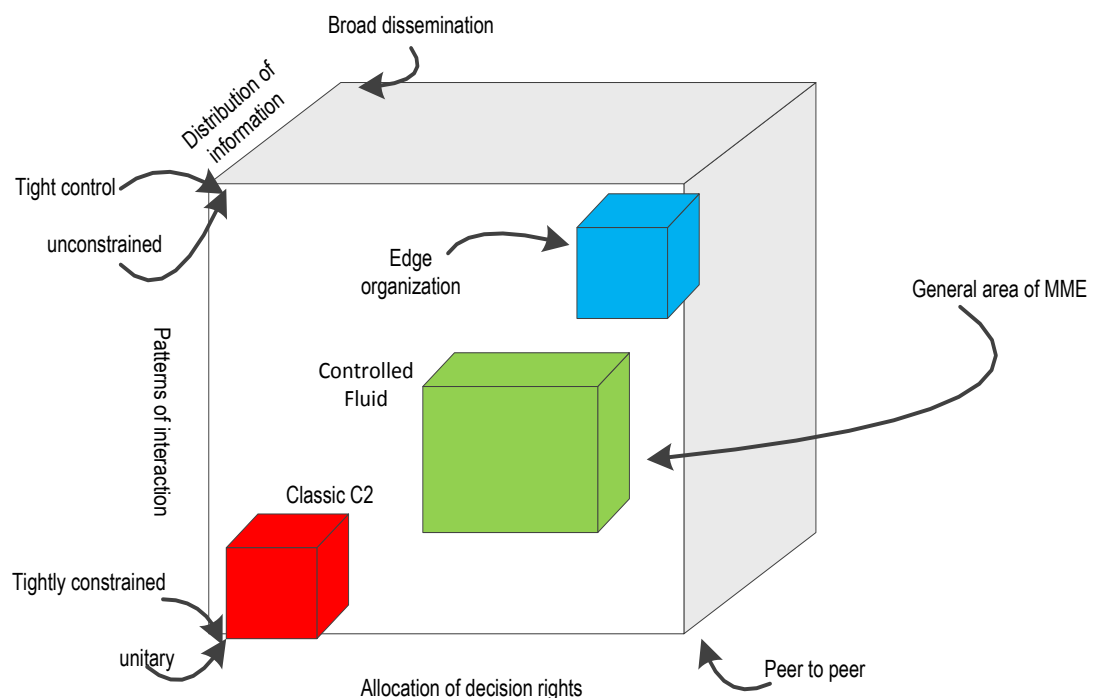 Broad dissemination
Distribution of
information
Tight control
unconstrained
Edge
organization
General area of MME
Patterns of interaction
Controlled
Fluid
Classic C2
Tightly constrained
unitary
Peer to peer
Allocation of decision rights